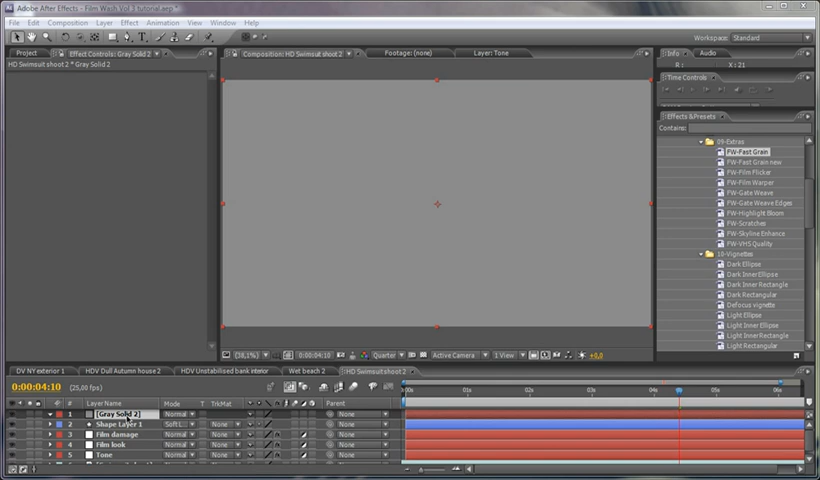 Adobe After Effects - Film Wash Vol 1 tutorial.aep *
File Edit Composition Layer Effect Animation View Window Help
Workspace: Standard
Project Effect Controls: Gray Solid 2 Composition: HD Swimsuit shoot 2 Footage: (none) Layer: Tone Info Audio
HD Swimsuit shoot 2 * Gray Solid 2
R : X : 21
Time Controls
Effects & Presets
Contains:
09-Extras
FW-Fast Grain
FW-Fast Grain new
FW-Film Flicker
FW-Film Warper
FW-Gate Weave
FW-Gate Weave Edges
FW-Highlight Bloom
FW-Scratches
FW-Skyline Enhance
FW-VHS Quality
10-Vignettes
Dark Ellipse
Dark Inner Ellipse
Dark Inner Rectangle
Dark Rectangular
Defocus vignette
Light Ellipse
Light Inner Ellipse
Light Inner Rectangle
Light Rectangular
(38,1%) 0:00:04:10 Quarter Active Camera 1 View +0,0
DV NY exterior 1 HDV Dull Autumn house 2 HDV Unstabilised bank interior Wet beach 2 HD Swimsuit shoot 2
0:00:04:10 (25,00 fps)
00s 01s 02s 03s 04s 05s 06s
# Layer Name Mode T TrkMat Parent
1 [Gray Solid 2] Normal None
2 Shape Layer 1 Soft L None None
3 Film damage Normal None None
4 Film look Normal None None
5 Tone Normal None None